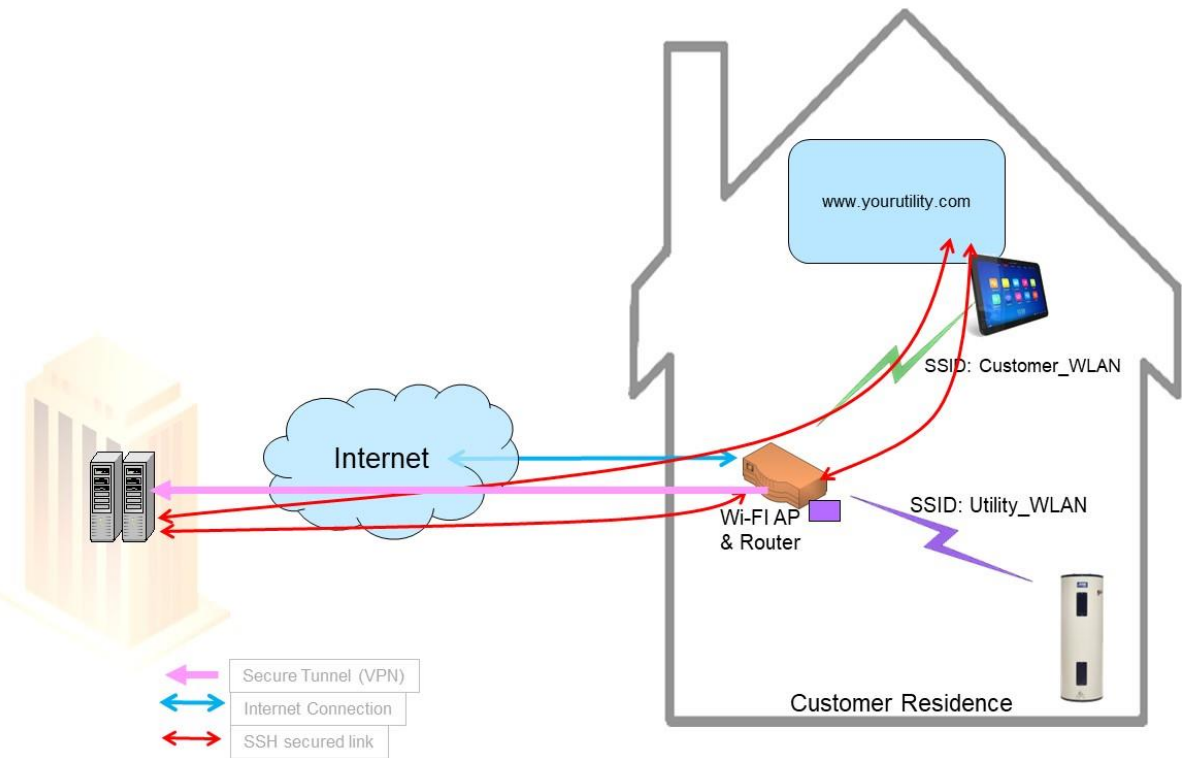 www.yourutility.com
SSID: Customer_WLAN
Internet
SSID: Utility_WLAN
Wi-FI AP
& Router
Secure Tunnel (VPN)
Internet Connection
SSH secured link
Customer Residence